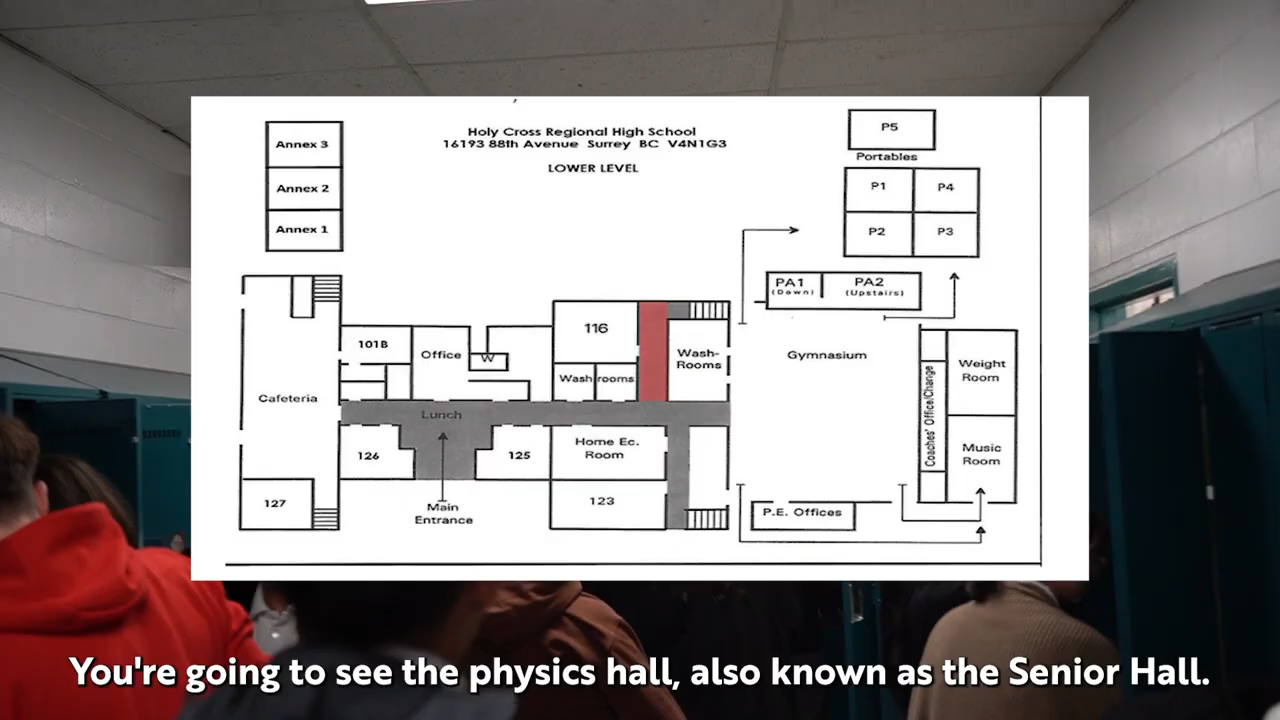 Holy Cross Regional High School
16193 88th Avenue Surrey BC V4N1G3
LOWER LEVEL
Annex 3
Annex 2
Annex 1
P5
Portables
P1
P4
P2
P3
PA1
(Down)
PA2
(Upstairs)
101B
Office
W
116
Wash rooms
Wash-
Rooms
Gymnasium
Weight
Room
Coaches' Office/Change
Music
Room
Cafeteria
Lunch
126
125
Home Ec.
Room
127
Main
Entrance
123
P.E. Offices
You're going to see the physics hall, also known as the Senior Hall.